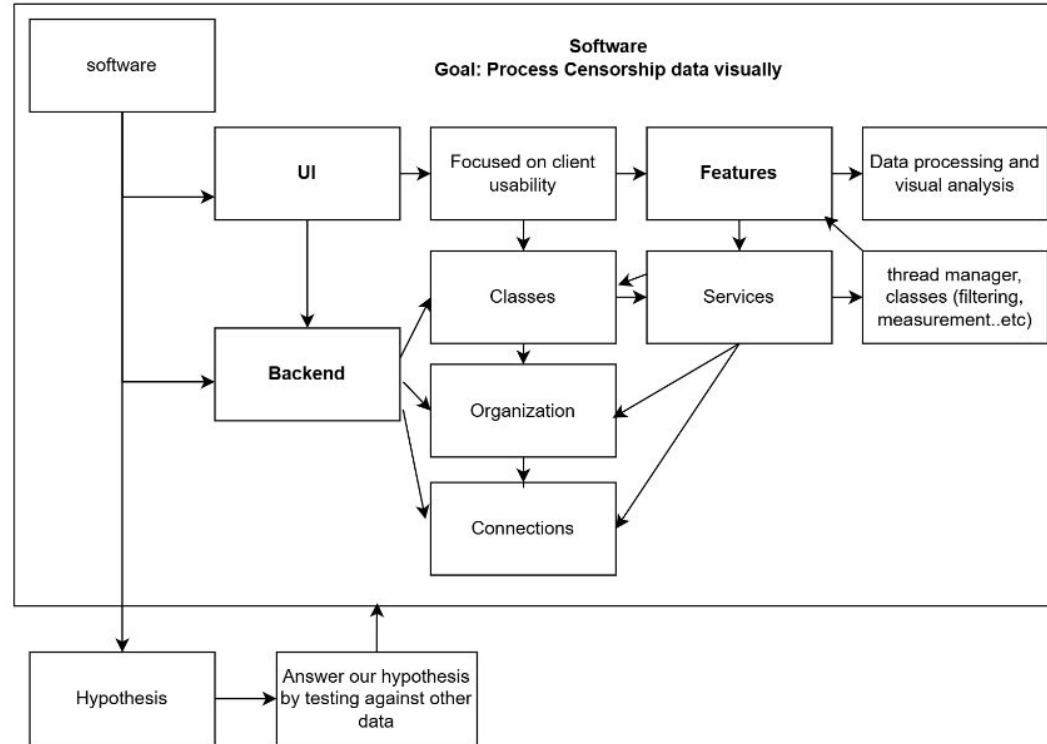 software
Software
Goal: Process Censorship data visually
UI
Focused on client
usability
Features
Data processing and
visual analysis
Classes
Services
thread manager,
classes (filtering,
measurement..etc)
Backend
Organization
Connections
Hypothesis
Answer our hypothesis
by testing against other
data